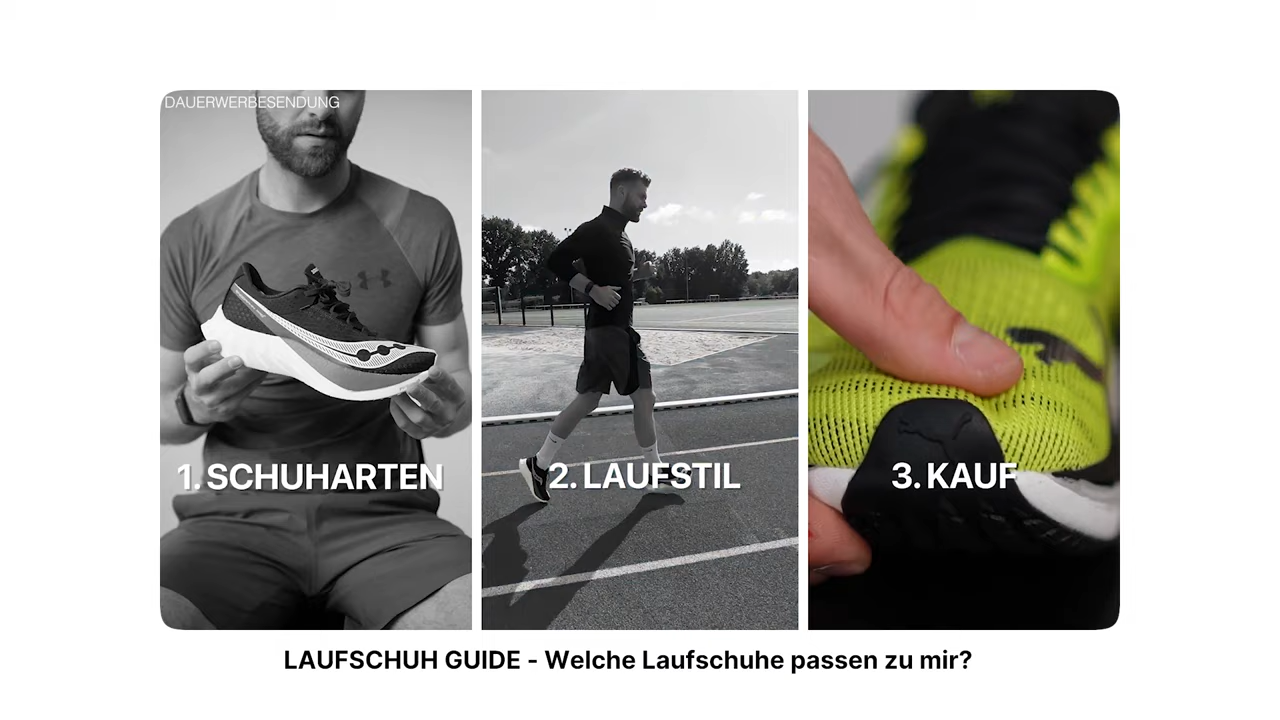 DAUERWERBESENDUNG
1. SCHUHARTEN
2. LAUFSTIL
3. KAUF
LAUFSCHUH GUIDE - Welche Laufschuhe passen zu mir?